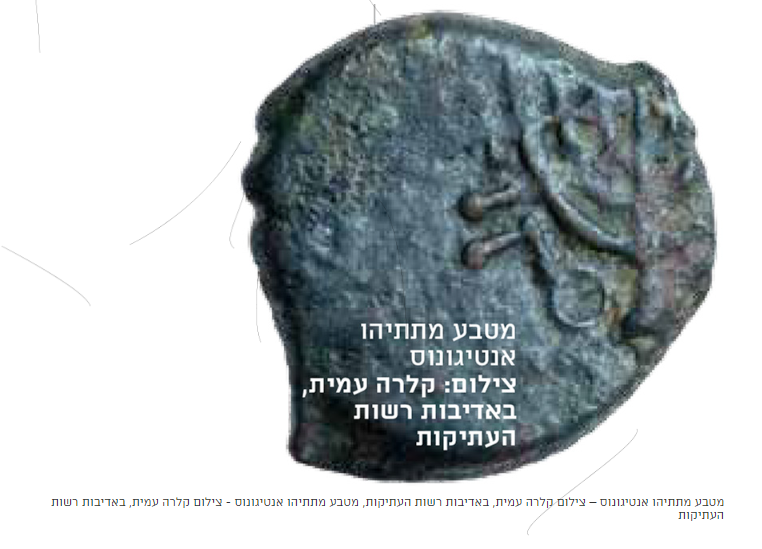 מטבע מתתיהו
אנטיגונוס
צילום: קלרה עמית,
באדיבות רשות
העתיקות
מטבע מתתיהו אנטיגונוס – צילום קלרה עמית, באדיבות רשות העתיקות, מטבע מתתיהו אנטיגונוס - צילום קלרה עמית, באדיבות רשות
העתיקות